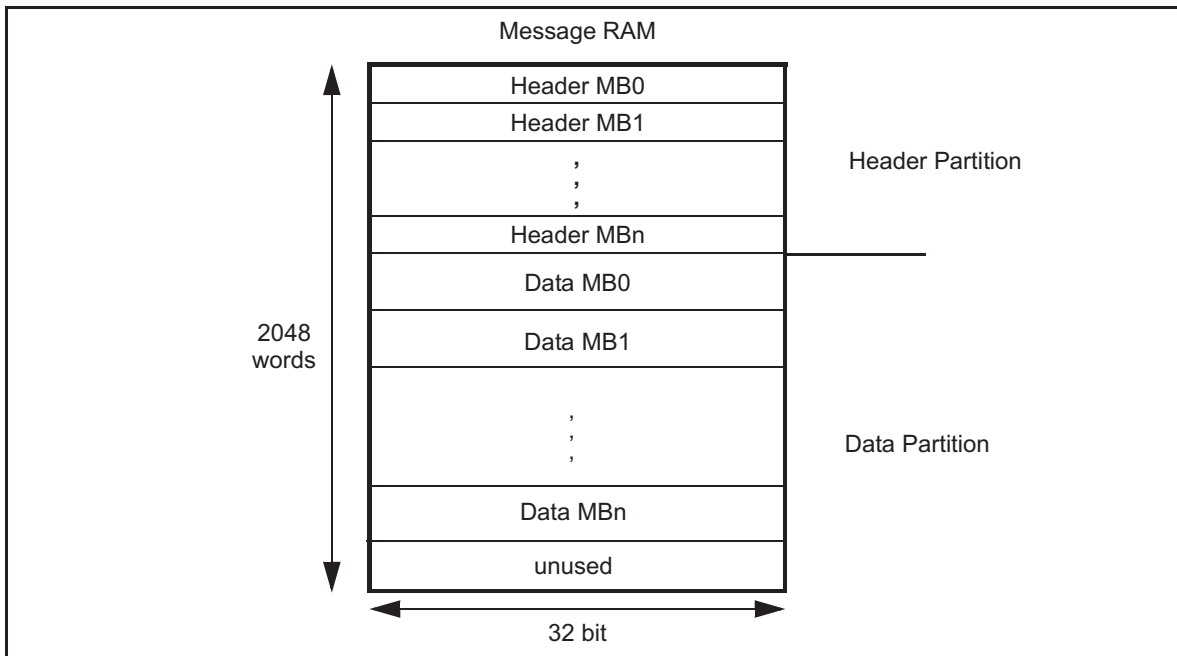 Message RAM
Header MB0
Header MB1
,
,
,
Header Partition
Header MBn
Data MB0
2048
words
Data MB1
,
,
,
Data Partition
Data MBn
unused
32 bit